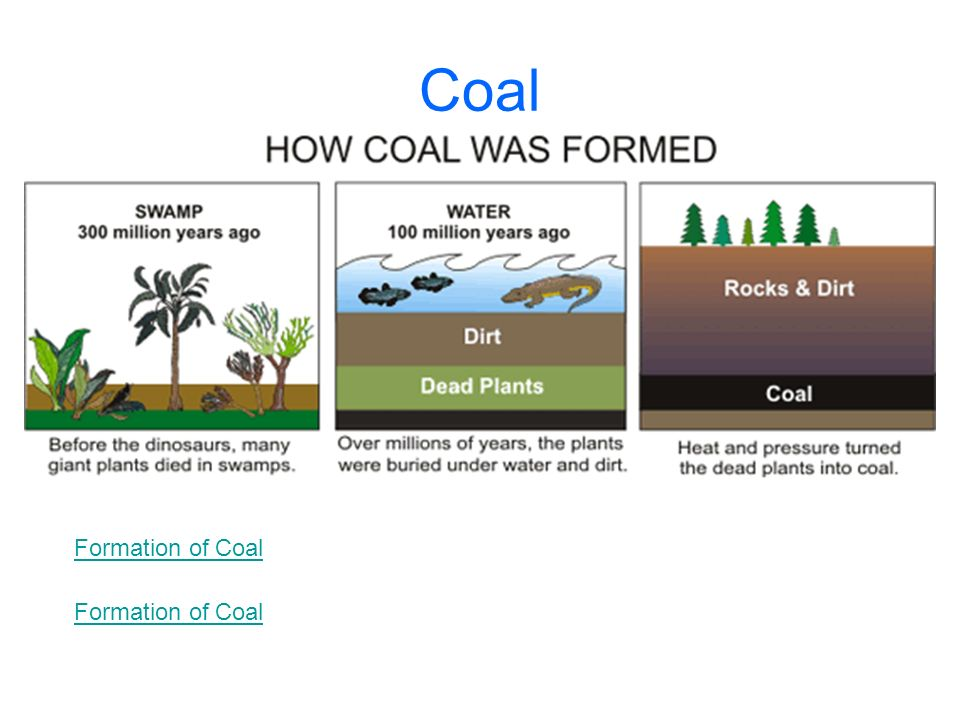 Coal
HOW COAL WAS FORMED
SWAMP
300 million years ago
Before the dinosaurs, many
giant plants died in swamps.
WATER
100 million years ago
Dirt
Dead Plants
Over millions of years, the plants
were buried under water and dirt.
Rocks & Dirt
Coal
Heat and pressure turned
the dead plants into coal.
Formation of Coal
Formation of Coal